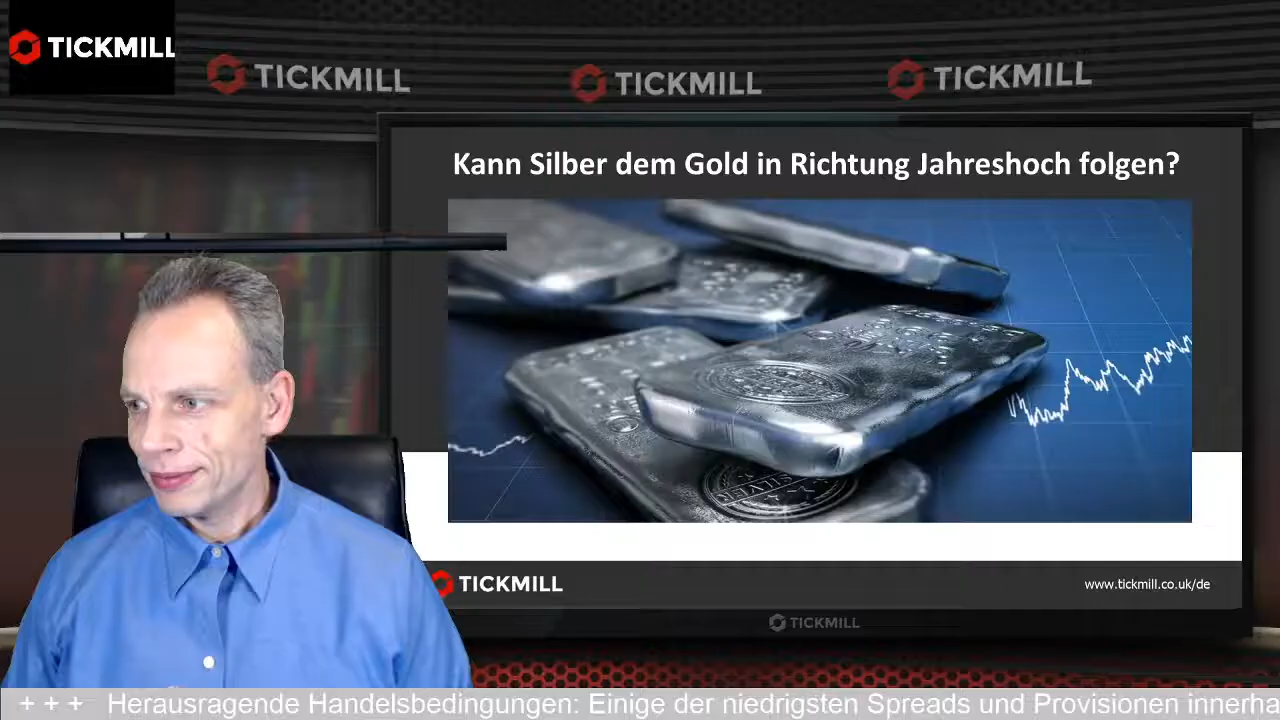 TICKMILL
TICKMILL
TICKMILL
TICKMILL
Kann Silber dem Gold in Richtung Jahreshoch folgen?
SILVER
TICKMILL
www.tickmill.co.uk/de
TICKMILL
+ + + Herausragende Handelsbedingungen: Einige der niedrigsten Spreads und Provisionen innerha